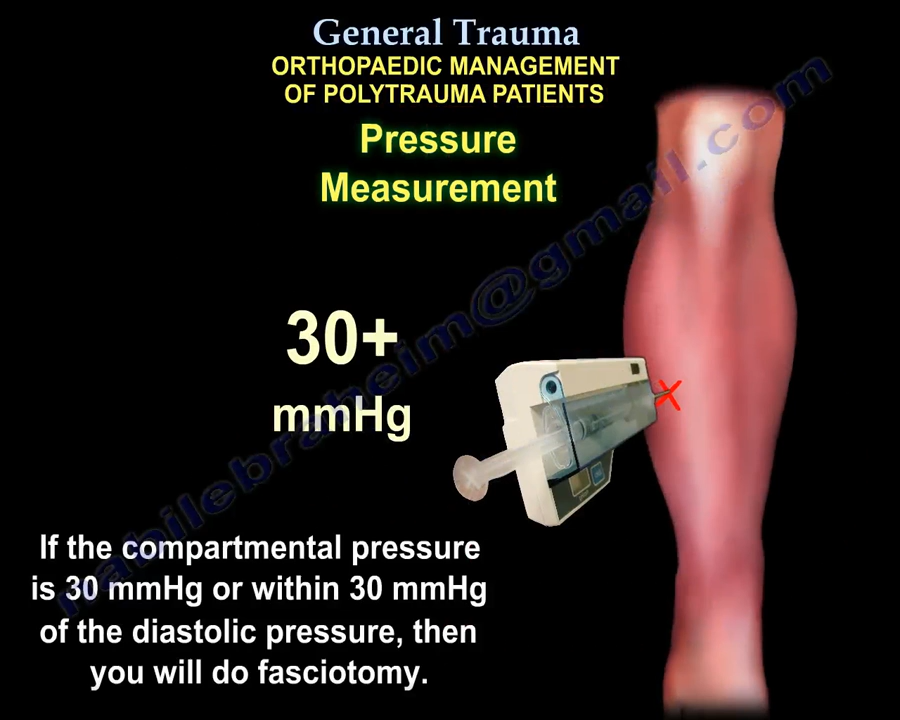 General Trauma
ORTHOPAEDIC MANAGEMENT
OF POLYTRAUMA PATIENTS
Pressure
Measurement
30+
mmHg
If the compartmental pressure
is 30 mmHg or within 30 mmHg
of the diastolic pressure, then
you will do fasciotomy.
nabilebraheim@gmail.com